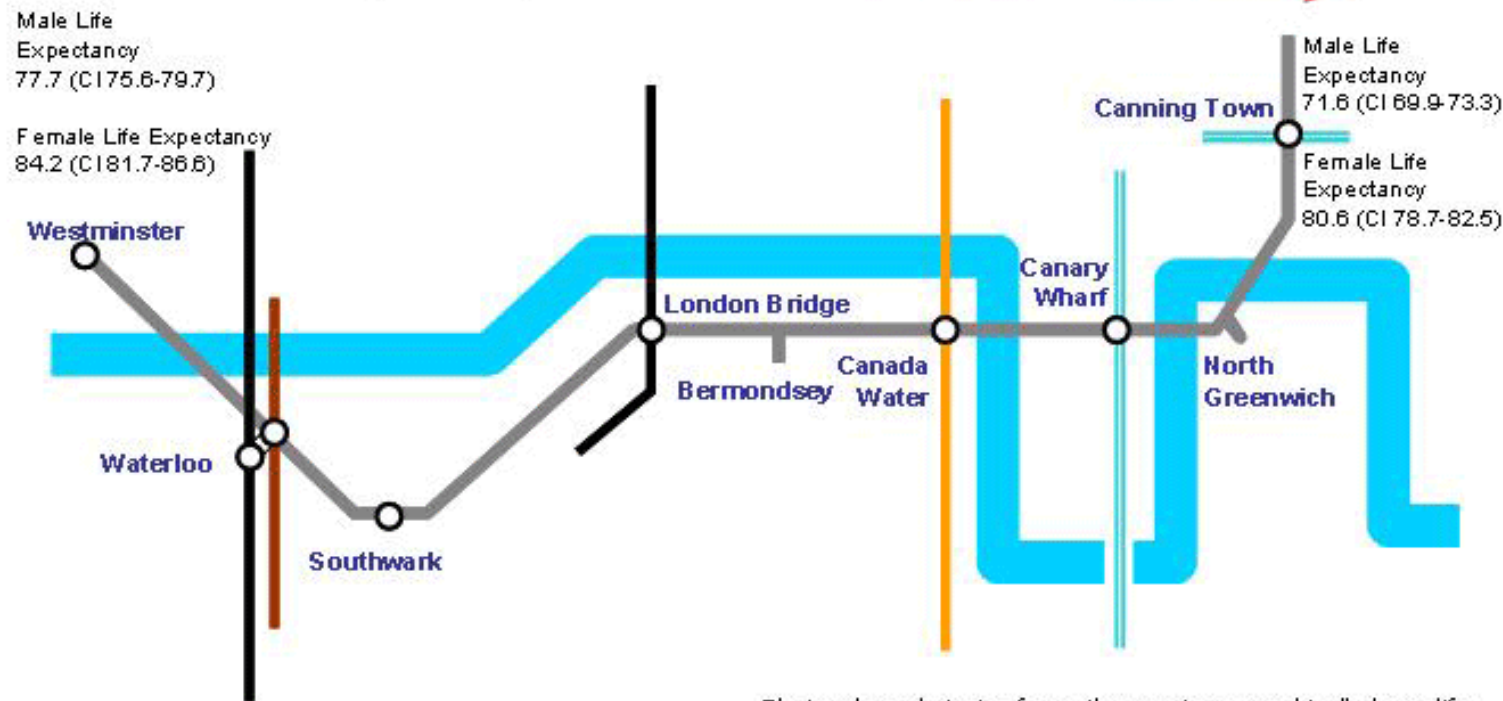 Male Life
Expectancy
77.7 (CI 75.6-79.7)
Female Life Expectancy
84.2 (CI 81.7-86.6)
Westminster
Waterloo
Southwark
London Bridge
Bermondsey
Canada
Water
Canary
Wharf
North
Greenwich
Canning Town
Male Life
Expectancy
71.6 (CI 69.9-73.3)
Female Life
Expectancy
80.6 (CI 78.7-82.5)